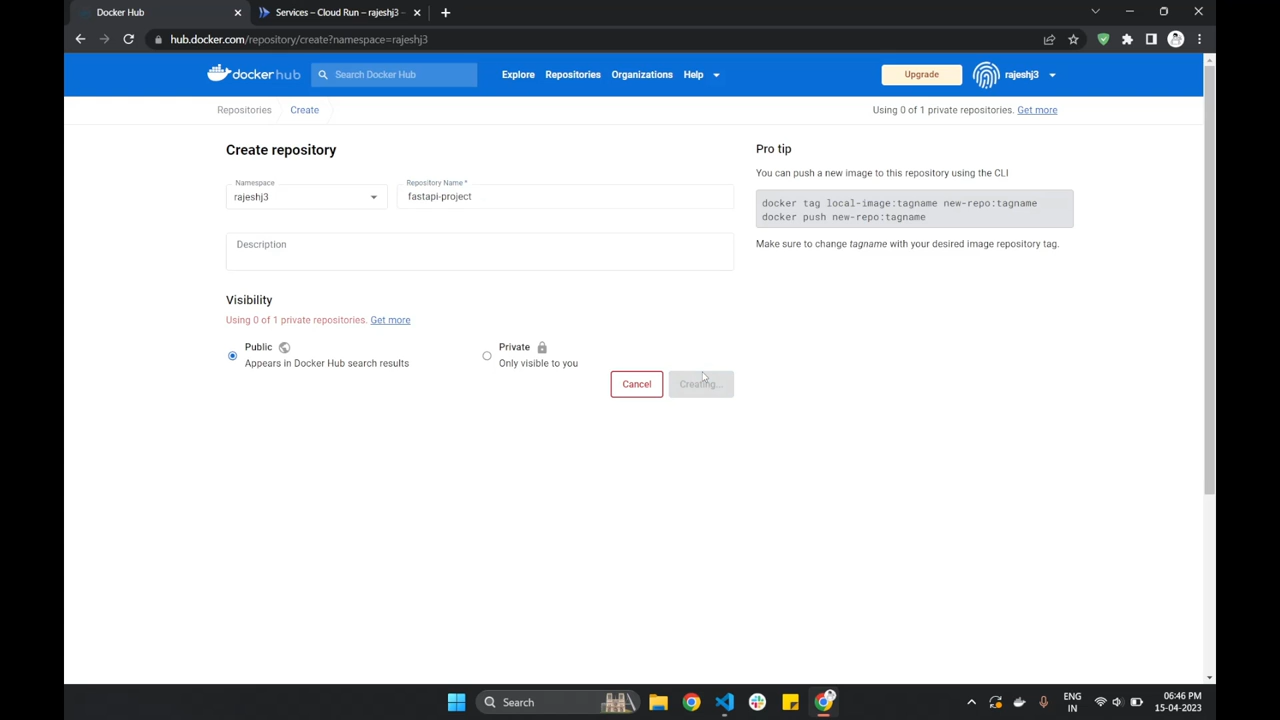 Docker Hub
Services – Cloud Run – rajeshj3 –
hub.docker.com/repository/create?namespace=rajeshj3
dockerhub
Search Docker Hub
Explore
Repositories
Organizations
Help
Upgrade
rajeshj3
Repositories
Create
Using 0 of 1 private repositories. Get more
Create repository
Namespace
rajeshj3
Repository Name *
fastapi-project
Description
Visibility
Using 0 of 1 private repositories. Get more
Public
Appears in Docker Hub search results
Private
Only visible to you
Cancel
Creating...
Pro tip
You can push a new image to this repository using the CLI
docker tag local-image:tagname new-repo:tagname
docker push new-repo:tagname
Make sure to change tagname with your desired image repository tag.
Search
ENG
IN
06:46 PM
15-04-2023